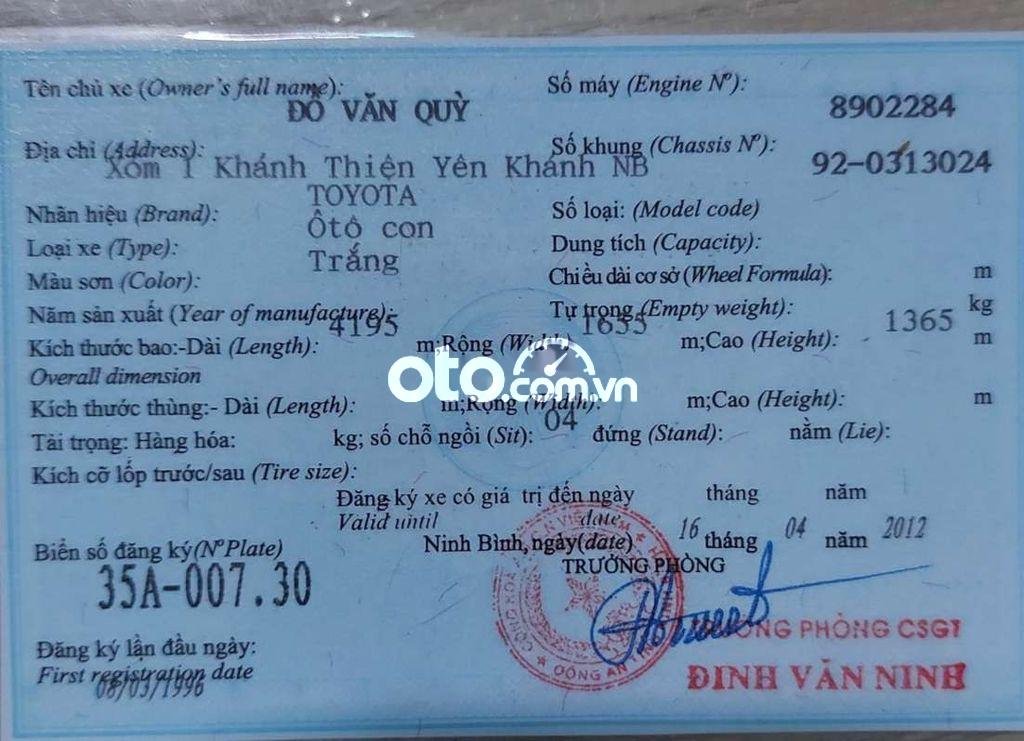 Tên chủ xe (Owner's full name):
ĐỖ VĂN QUỲ
Số máy (Engine Nº):
8902284
Địa chỉ (Address):
Xóm 1 Khánh Thiện Yên Khánh NB
Số khung (Chassis Nº):
92-0313024
Nhãn hiệu (Brand):
TOYOTA
Số loại: (Model code)
Loại xe (Type):
Ôtô con
Dung tích (Capacity):
Màu sơn (Color):
Trắng
Chiều dài cơ sở (Wheel Formula): m
Năm sản xuất (Year of manufacture):
Tự trọng (Empty weight): kg
Kích thước bao:-Dài (Length): 4195 m;Rộng (Width) 1655 m;Cao (Height): 1365 m
Overall dimension
oto.com.vn
Kích thước thùng:- Dài (Length): m;Rộng (Width): m;Cao (Height): m
Tải trọng: Hàng hóa: kg; số chỗ ngồi (Sit): 04 đứng (Stand): nằm (Lie):
Kích cỡ lốp trước/sau (Tire size):
Đăng ký xe có giá trị đến ngày tháng năm
Valid until date
Biển số đăng ký(NºPlate)
35A-007.30
Ninh Bình, ngày(date) 16 tháng 04 năm 2012
TRƯỞNG PHÒNG
PHÒNG CSGT
ĐINH VĂN NINH
Đăng ký lần đầu ngày:
First registration date
08/03/1996